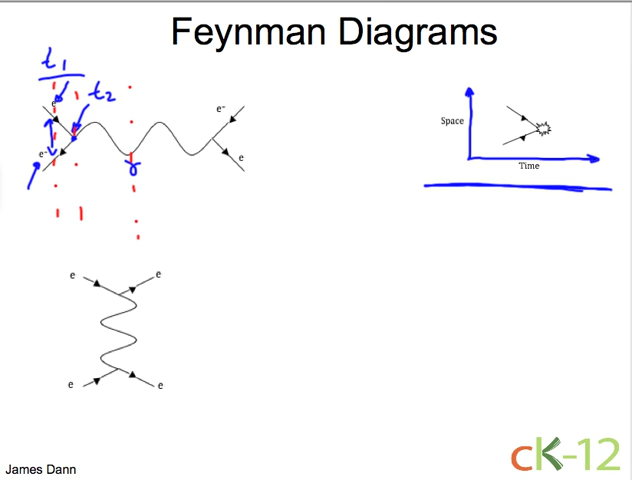 Feynman Diagrams
t₁
t₂
e
e⁻
γ
e⁻
e
Space
Time
e
e
e
e
James Dann
cK-12